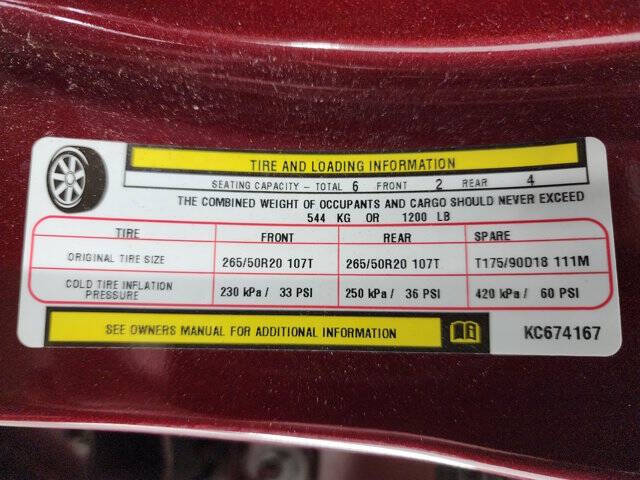 TIRE AND LOADING INFORMATION
SEATING CAPACITY - TOTAL 6 FRONT 2 REAR 4
THE COMBINED WEIGHT OF OCCUPANTS AND CARGO SHOULD NEVER EXCEED
544 KG OR 1200 LB
TIRE FRONT REAR SPARE
ORIGINAL TIRE SIZE 265/50R20 107T 265/50R20 107T T175/90D18 111M
COLD TIRE INFLATION
PRESSURE 230 kPa / 33 PSI 250 kPa / 36 PSI 420 kPa / 60 PSI
SEE OWNERS MANUAL FOR ADDITIONAL INFORMATION KC674167